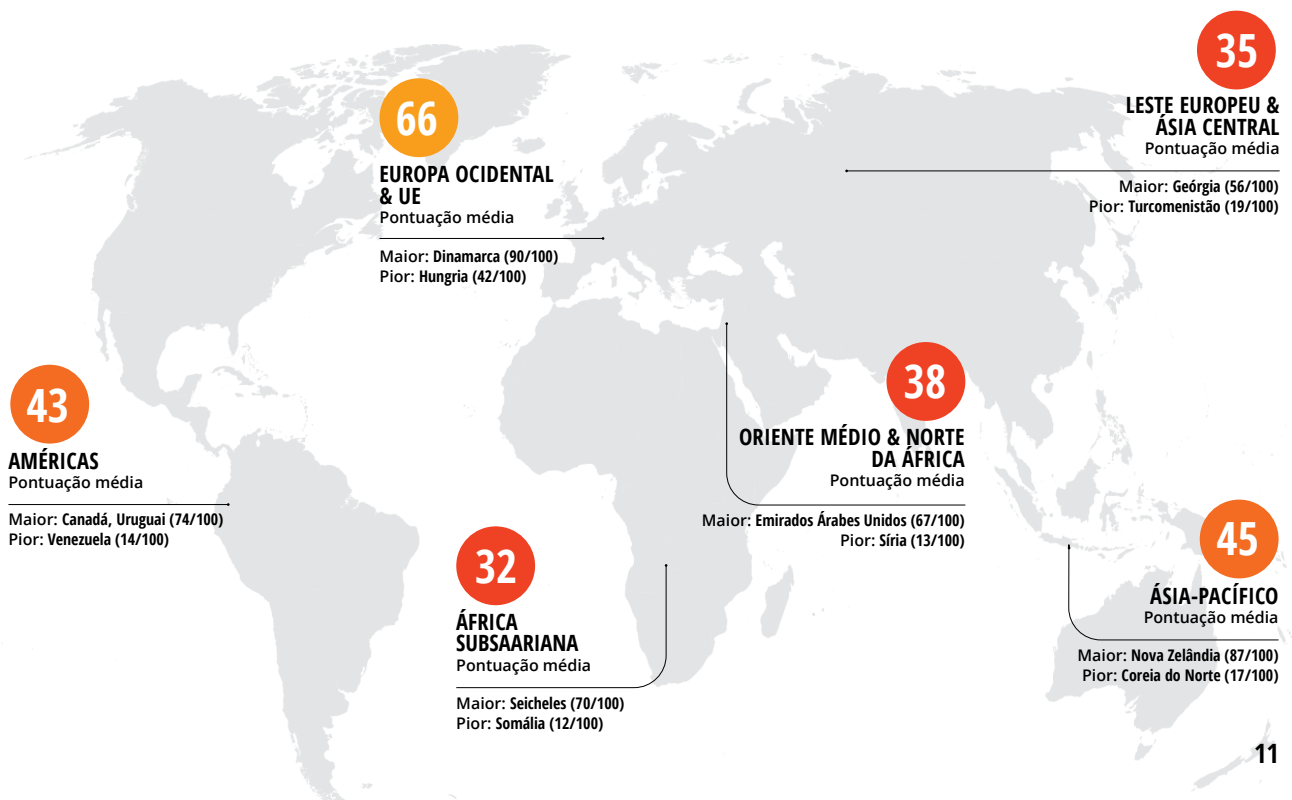 35
LESTE EUROPEU &
ÁSIA CENTRAL
Pontuação média
Maior: Geórgia (56/100)
Pior: Turcomenistão (19/100)
66
EUROPA OCIDENTAL
& UE
Pontuação média
Maior: Dinamarca (90/100)
Pior: Hungria (42/100)
43
AMÉRICAS
Pontuação média
Maior: Canadá, Uruguai (74/100)
Pior: Venezuela (14/100)
38
ORIENTE MÉDIO & NORTE
DA ÁFRICA
Pontuação média
Maior: Emirados Árabes Unidos (67/100)
Pior: Síria (13/100)
32
ÁFRICA
SUBSAARIANA
Pontuação média
Maior: Seicheles (70/100)
Pior: Somália (12/100)
45
ÁSIA-PACÍFICO
Pontuação média
Maior: Nova Zelândia (87/100)
Pior: Coreia do Norte (17/100)
11